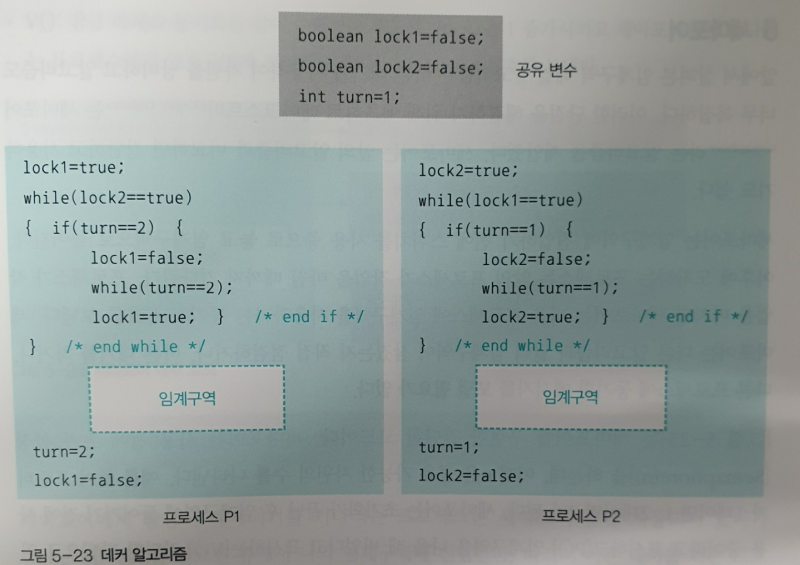 boolean lock1=false;
boolean lock2=false;
int turn=1;
공유 변수
lock1=true;
while(lock2==true)
{ if(turn==2) {
lock1=false;
while(turn==2);
lock1=true; } /* end if */
} /* end while */
임계구역
turn=2;
lock1=false;
프로세스 P1
lock2=true;
while(lock1==true)
{ if(turn==1) {
lock2=false;
while(turn==1);
lock2=true; } /* end if */
} /* end while */
임계구역
turn=1;
lock2=false;
프로세스 P2
그림 5-23 데커 알고리즘